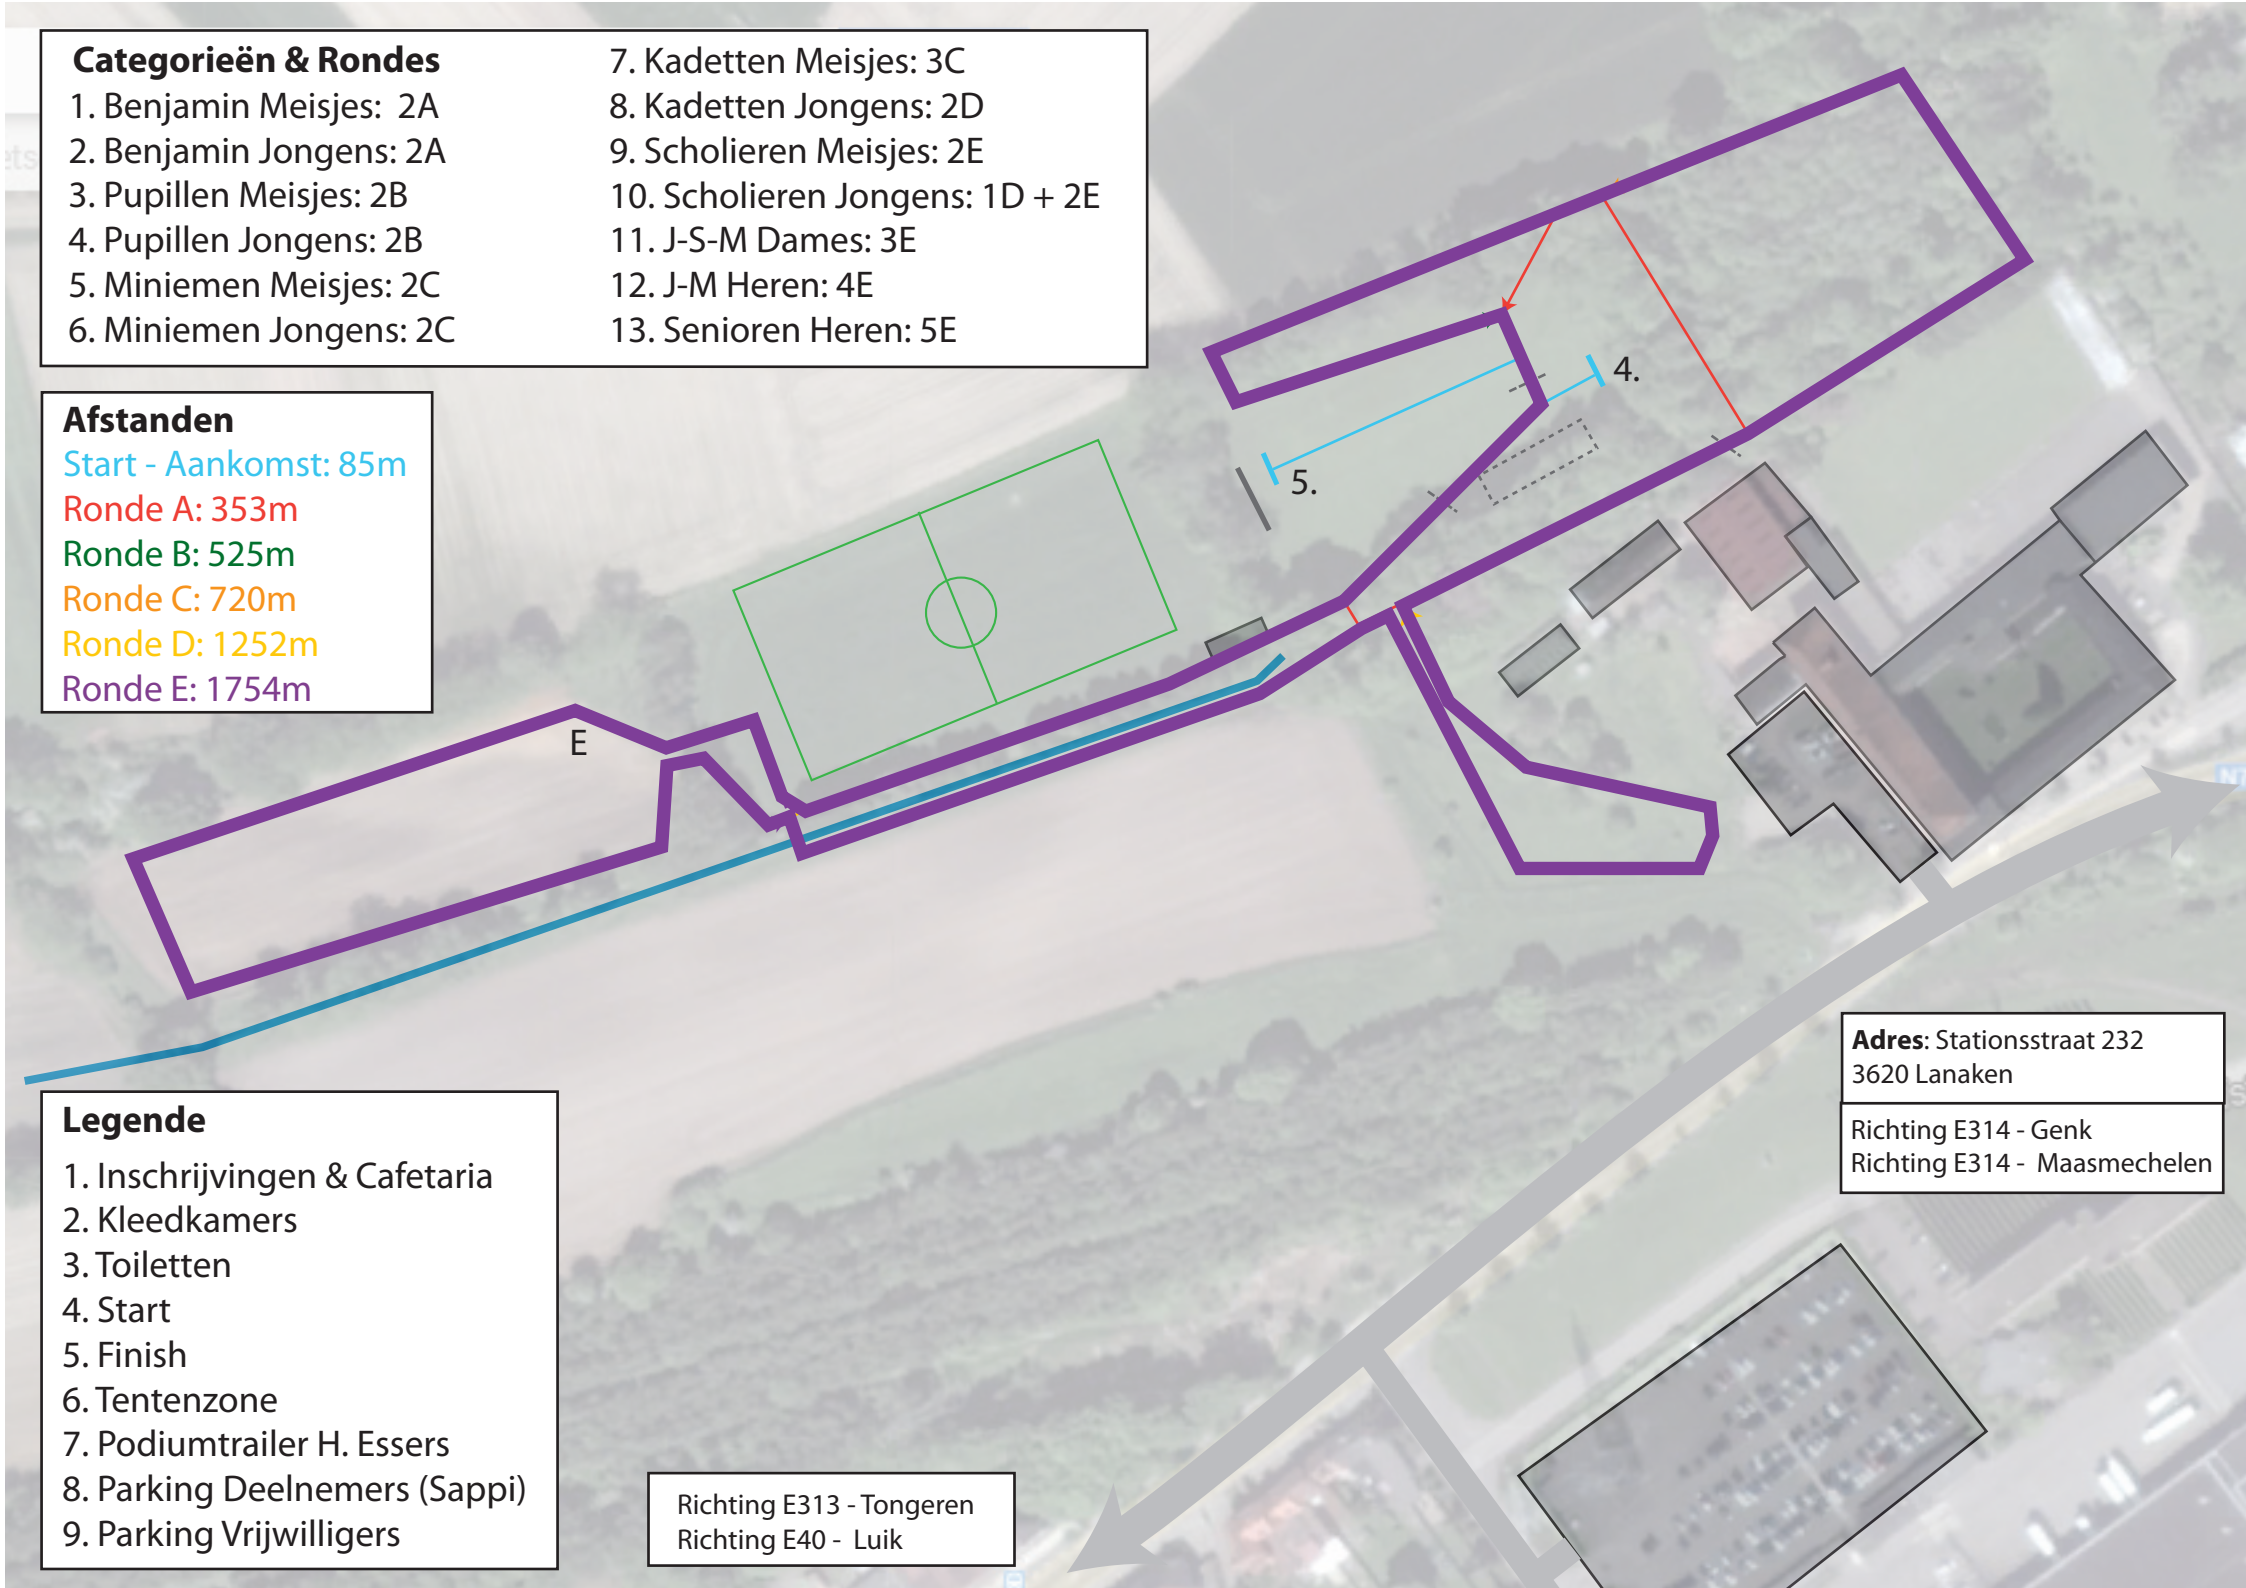 Categorieën & Rondes
1. Benjamin Meisjes: 2A
2. Benjamin Jongens: 2A
3. Pupillen Meisjes: 2B
4. Pupillen Jongens: 2B
5. Miniemen Meisjes: 2C
6. Miniemen Jongens: 2C
7. Kadetten Meisjes: 3C
8. Kadetten Jongens: 2D
9. Scholieren Meisjes: 2E
10. Scholieren Jongens: 1D + 2E
11. J-S-M Dames: 3E
12. J-M Heren: 4E
13. Senioren Heren: 5E
Afstanden
Start - Aankomst: 85m
Ronde A: 353m
Ronde B: 525m
Ronde C: 720m
Ronde D: 1252m
Ronde E: 1754m
4.
5.
E
Adres: Stationsstraat 232
3620 Lanaken
Richting E314 - Genk
Richting E314 - Maasmechelen
Legende
1. Inschrijvingen & Cafetaria
2. Kleedkamers
3. Toiletten
4. Start
5. Finish
6. Tentenzone
7. Podiumtrailer H. Essers
8. Parking Deelnemers (Sappi)
9. Parking Vrijwilligers
Richting E313 - Tongeren
Richting E40 - Luik